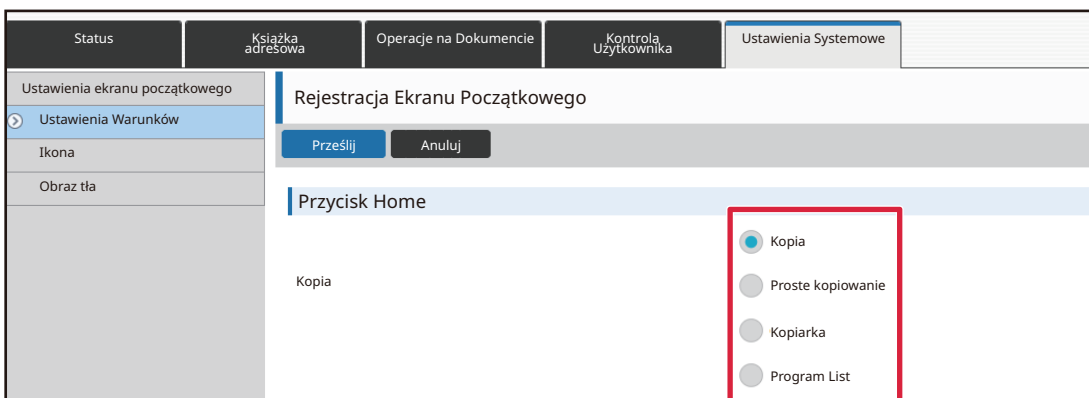 Status
Książka
adresowa
Operacje na Dokumencie
Kontrola
Użytkownika
Ustawienia Systemowe
Ustawienia ekranu początkowego
Ustawienia Warunków
Ikona
Obraz tła
Rejestracja Ekranu Początkowego
Prześlij
Anuluj
Przycisk Home
Kopia
Kopia
Proste kopiowanie
Kopiarka
Program List